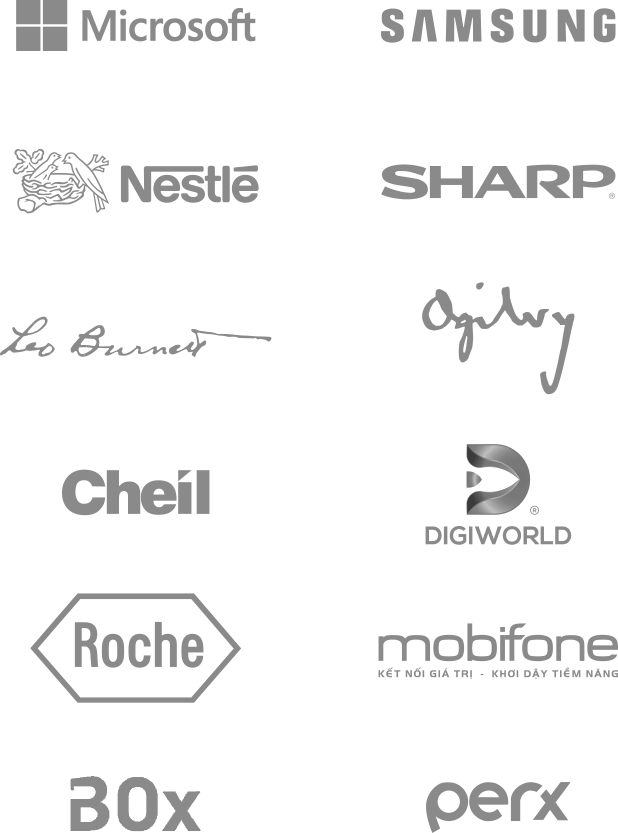 Microsoft
SAMSUNG
Nestlé
SHARP®
Leo Burnett
Ogilvy
Cheil
®
DIGIWORLD
Roche
mobifone
KẾT NỐI GIÁ TRỊ - KHƠI DẬY TIỀM NĂNG
BOx
perx